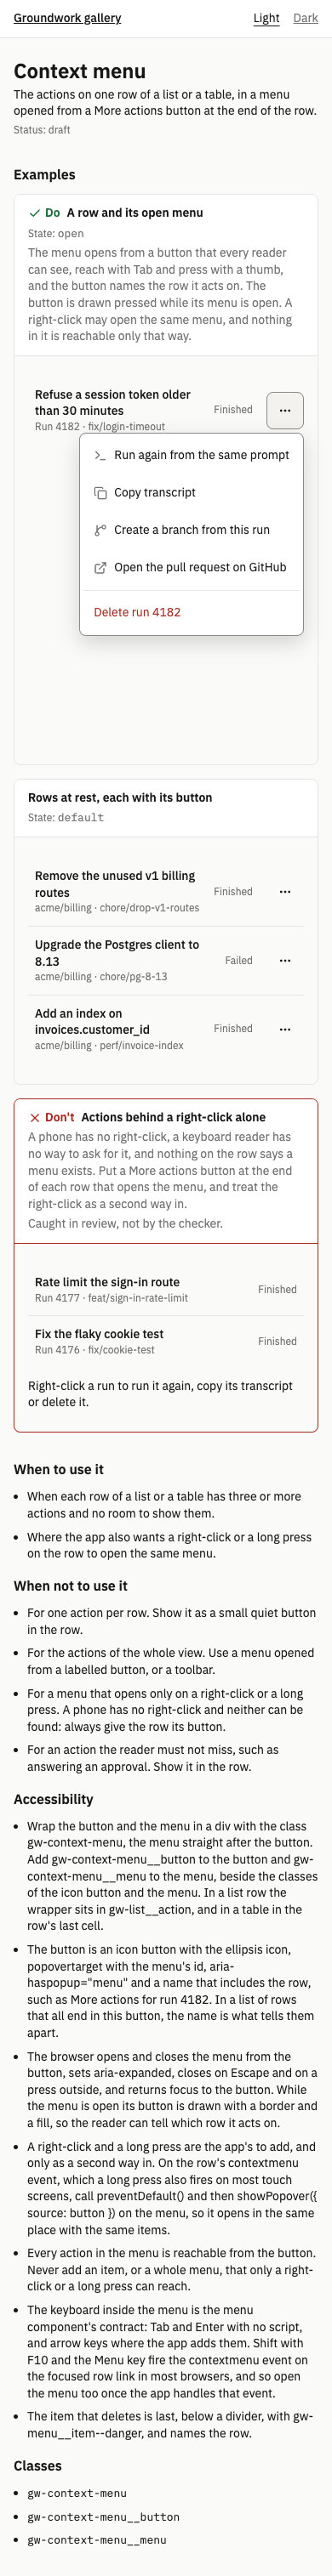 Groundwork gallery
Light
Dark
Context menu
The actions on one row of a list or a table, in a menu
opened from a More actions button at the end of the row.
Status: draft
Examples
Do A row and its open menu
State: open
The menu opens from a button that every reader
can see, reach with Tab and press with a thumb,
and the button names the row it acts on. The
button is drawn pressed while its menu is open. A
right-click may open the same menu, and nothing
in it is reachable only that way.
Refuse a session token older
than 30 minutes
Run 4182 · fix/login-timeout
Finished
Run again from the same prompt
Copy transcript
Create a branch from this run
Open the pull request on GitHub
Delete run 4182
Rows at rest, each with its button
State: default
Remove the unused v1 billing
routes
acme/billing · chore/drop-v1-routes
Finished
Upgrade the Postgres client to
8.13
acme/billing · chore/pg-8-13
Failed
Add an index on
invoices.customer_id
acme/billing · perf/invoice-index
Finished
Don't Actions behind a right-click alone
A phone has no right-click, a keyboard reader has
no way to ask for it, and nothing on the row says a
menu exists. Put a More actions button at the end
of each row that opens the menu, and treat the
right-click as a second way in.
Caught in review, not by the checker.
Rate limit the sign-in route
Run 4177 · feat/sign-in-rate-limit
Finished
Fix the flaky cookie test
Run 4176 · fix/cookie-test
Finished
Right-click a run to run it again, copy its transcript
or delete it.
When to use it
When each row of a list or a table has three or more
actions and no room to show them.
Where the app also wants a right-click or a long press
on the row to open the same menu.
When not to use it
For one action per row. Show it as a small quiet button
in the row.
For the actions of the whole view. Use a menu opened
from a labelled button, or a toolbar.
For a menu that opens only on a right-click or a long
press. A phone has no right-click and neither can be
found: always give the row its button.
For an action the reader must not miss, such as
answering an approval. Show it in the row.
Accessibility
Wrap the button and the menu in a div with the class
gw-context-menu, the menu straight after the button.
Add gw-context-menu__button to the button and gw-
context-menu__menu to the menu, beside the classes
of the icon button and the menu. In a list row the
wrapper sits in gw-list__action, and in a table in the
row's last cell.
The button is an icon button with the ellipsis icon,
popovertarget with the menu's id, aria-
haspopup="menu" and a name that includes the row,
such as More actions for run 4182. In a list of rows
that all end in this button, the name is what tells them
apart.
The browser opens and closes the menu from the
button, sets aria-expanded, closes on Escape and on a
press outside, and returns focus to the button. While
the menu is open its button is drawn with a border and
a fill, so the reader can tell which row it acts on.
A right-click and a long press are the app's to add, and
only as a second way in. On the row's contextmenu
event, which a long press also fires on most touch
screens, call preventDefault() and then showPopover({
source: button }) on the menu, so it opens in the same
place with the same items.
Every action in the menu is reachable from the button.
Never add an item, or a whole menu, that only a right-
click or a long press can reach.
The keyboard inside the menu is the menu
component's contract: Tab and Enter with no script,
and arrow keys where the app adds them. Shift with
F10 and the Menu key fire the contextmenu event on
the focused row link in most browsers, and so open
the menu too once the app handles that event.
The item that deletes is last, below a divider, with gw-
menu__item--danger, and names the row.
Classes
gw-context-menu
gw-context-menu__button
gw-context-menu__menu